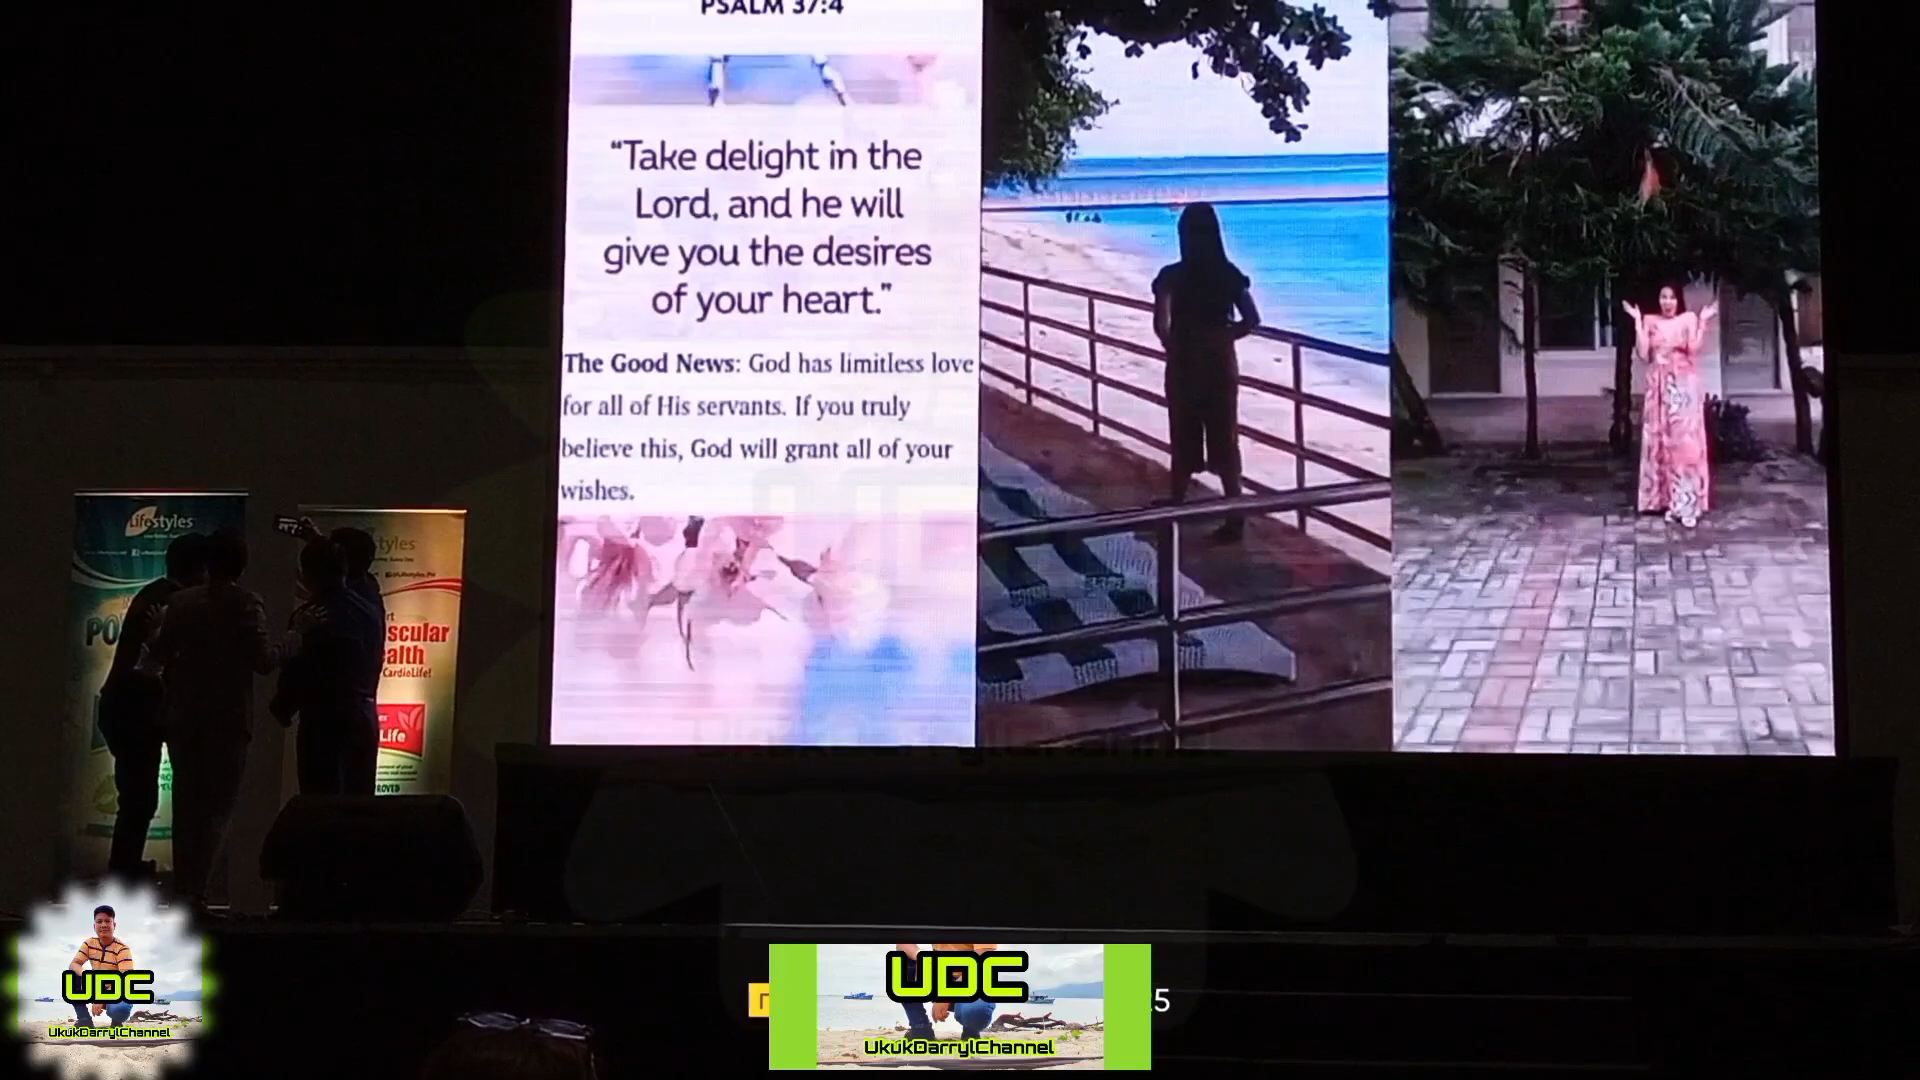 PSALM 37:4
“Take delight in the
Lord, and he will
give you the desires
of your heart.”
The Good News: God has limitless love
for all of His servants. If you truly
believe this, God will grant all of your
wishes.
Lifestyles
PO
styles
scular
alth
CardioLife!
Life
UDC
UkukDarrylChannel
UDC
UkukDarrylChannel